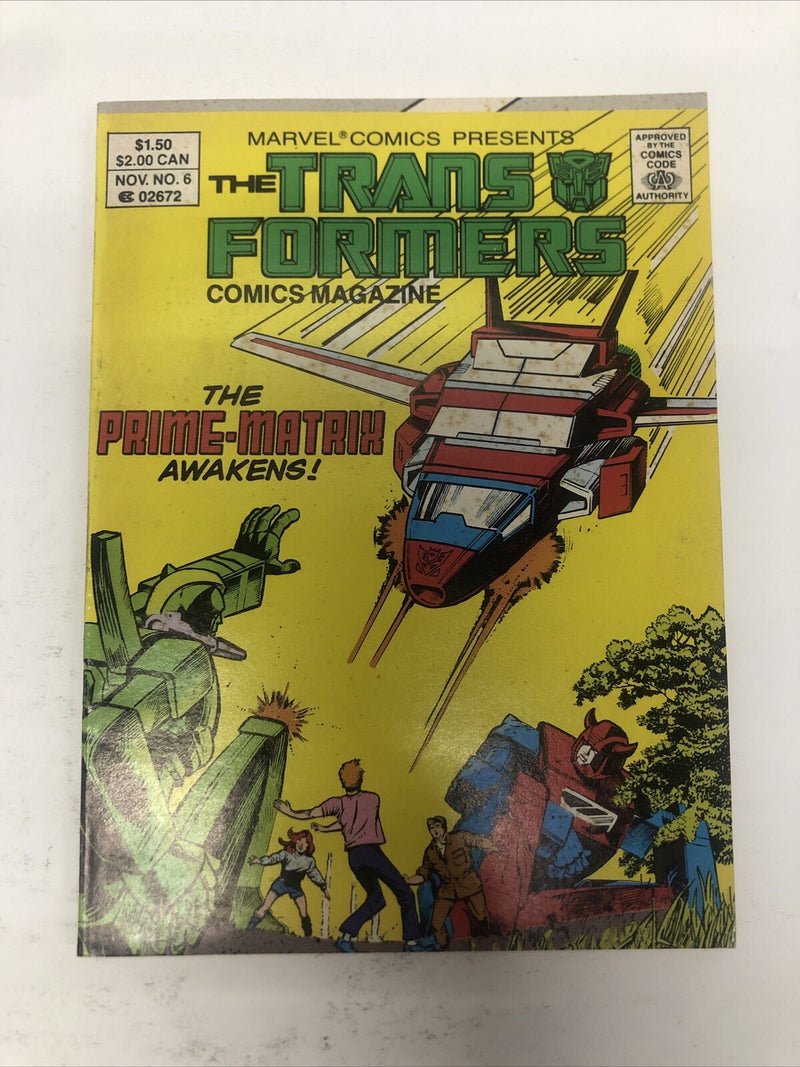 $1.50
$2.00 CAN
NOV. NO. 6
02672
MARVEL® COMICS PRESENTS
THE TRANS
FORMERS
COMICS MAGAZINE
APPROVED
BY THE
COMICS
CODE
CA
AUTHORITY
THE
PRIME-MATRIX
AWAKENS!
3